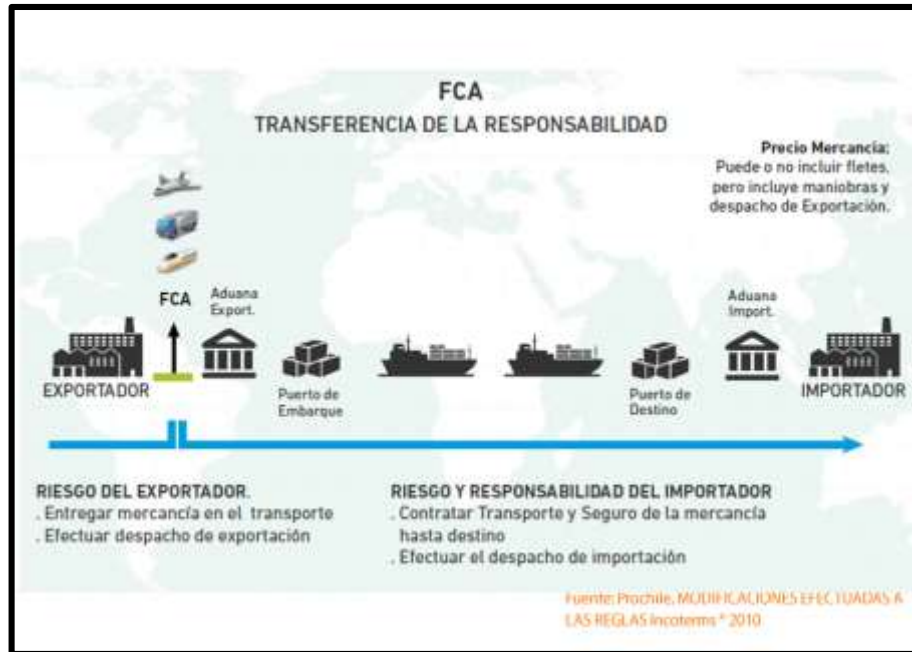 FCA
TRANSFERENCIA DE LA RESPONSABILIDAD
Precio Mercancía:
Puede o no incluir fletes,
pero incluye maniobras y
despacho de Exportación.
FCA
Aduana
Export.
Aduana
Import.
EXPORTADOR
Puerto de
Embarque
Puerto de
Destino
IMPORTADOR
RIESGO DEL EXPORTADOR.
. Entregar mercancía en el transporte
. Efectuar despacho de exportación
RIESGO Y RESPONSABILIDAD DEL IMPORTADOR
. Contratar Transporte y Seguro de la mercancía
hasta destino
. Efectuar el despacho de importación
Fuente: Prochile, MODIFICACIONES EFECTUADAS A
LAS REGLAS Incoterms ® 2010